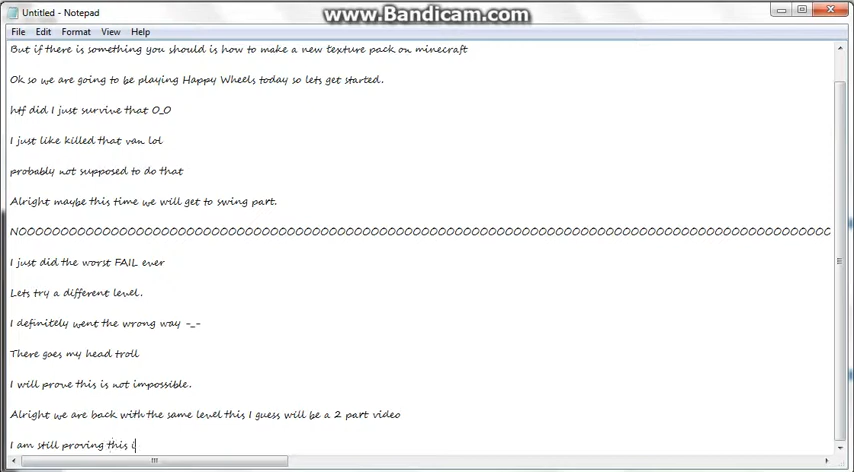 www.Bandicam.com
Untitled - Notepad
File Edit Format View Help
But if there is something you should is how to make a new texture pack on minecraft
Ok so we are going to be playing Happy Wheels today so lets get started.
htf did I just survive that O_O
I just like killed that van lol
probably not supposed to do that
Alright maybe this time we will get to swing part.
NOOOOOOOOOOOOOOOOOOOOOOOOOOOOOOOOOOOOOOOOOOOOOOOOOOOOOOOOOOOOOOOOOOOOOOOOOOOOOOOOOOOOOOOOOOOOOOOO
I just did the worst FAIL ever
Lets try a different level.
I definitely went the wrong way -_-
There goes my head troll
I will prove this is not impossible.
Alright we are back with the same level this I guess will be a 2 part video
I am still proving this i